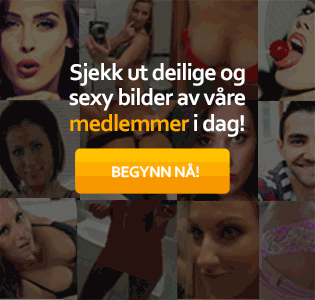 Sjekk ut deilige og
sexy bilder av våre
medlemmer i dag!
BEGYNN NÅ!